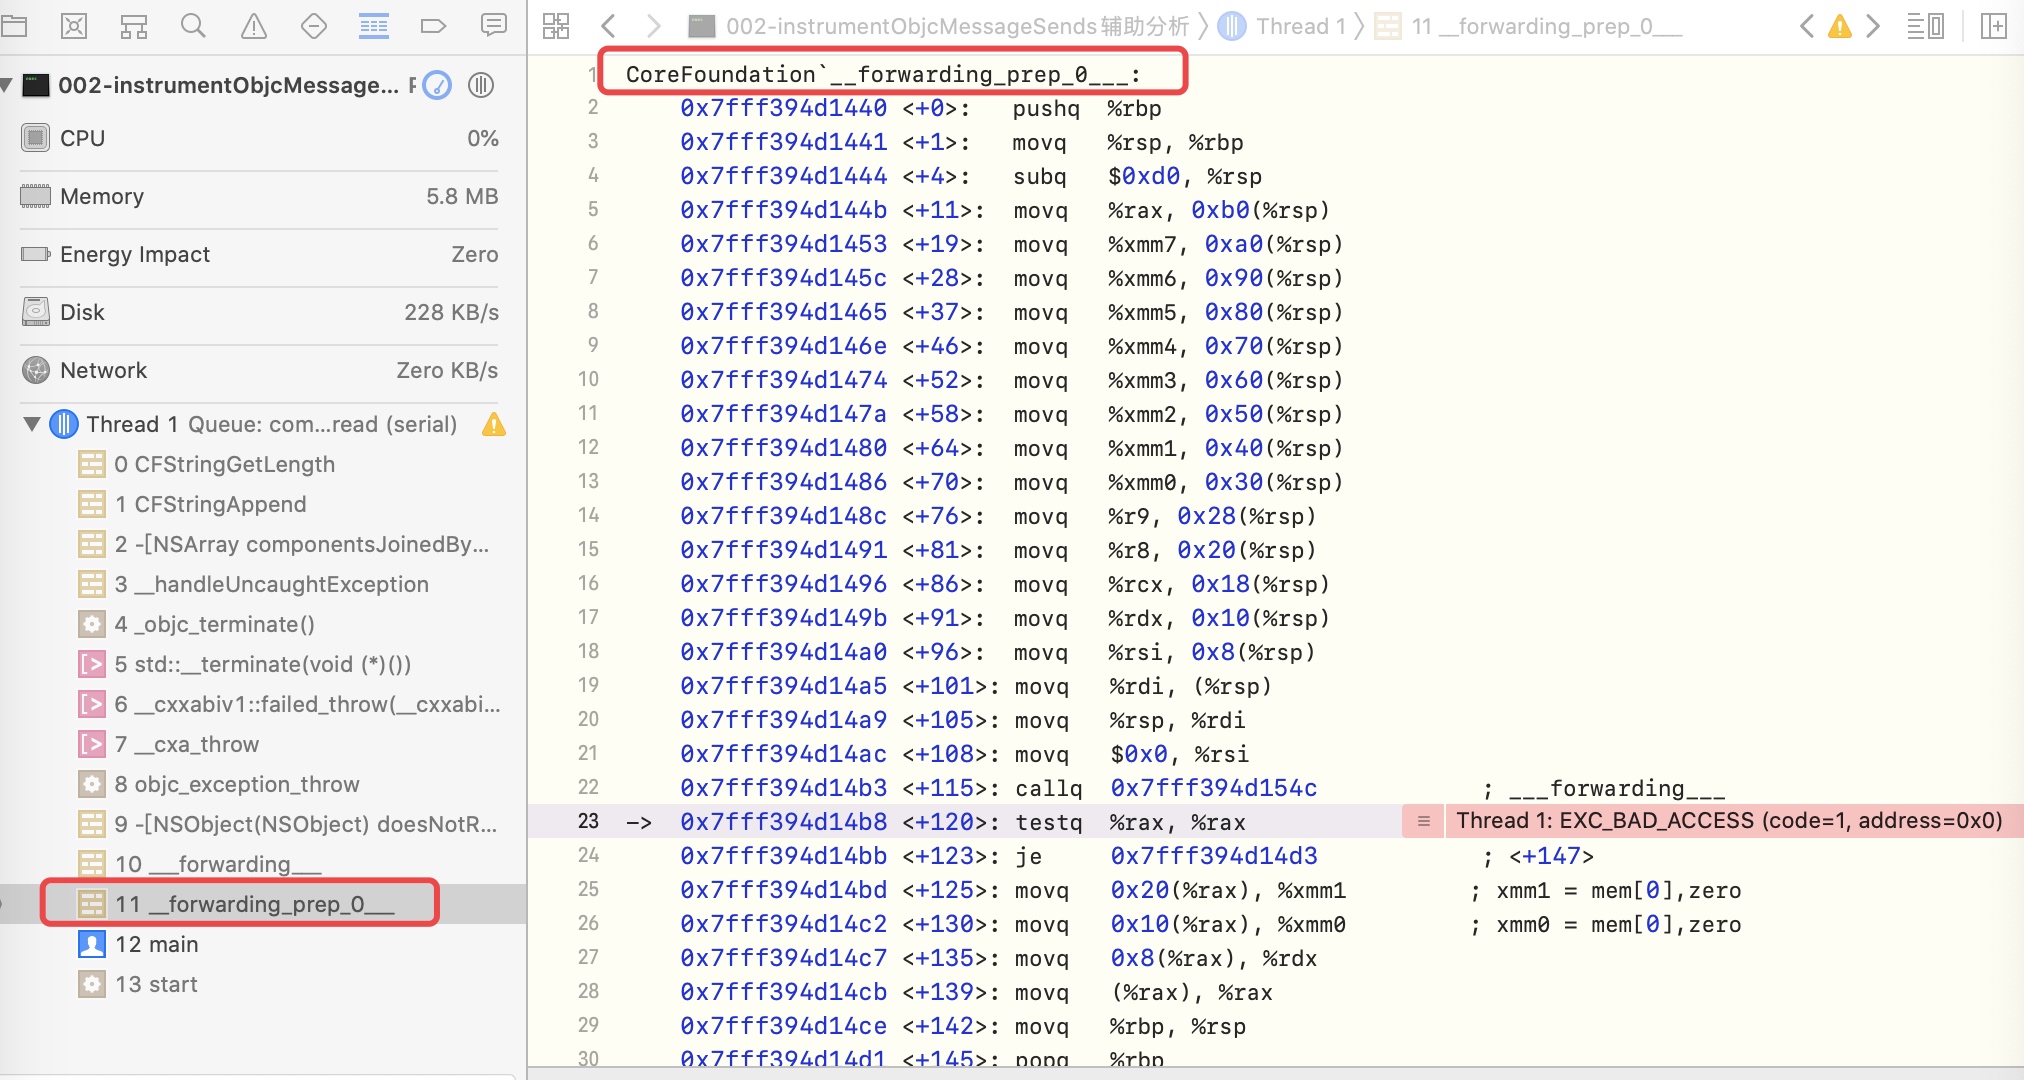 002-instrumentObjcMessage...
CPU 0%
Memory 5.8 MB
Energy Impact Zero
Disk 228 KB/s
Network Zero KB/s
Thread 1 Queue: com...read (serial)
0 CFStringGetLength
1 CFStringAppend
2 -[NSArray componentsJoinedBy...
3 __handleUncaughtException
4 _objc_terminate()
5 std::__terminate(void (*)())
6 __cxxabiv1::failed_throw(__cxxabi...
7 __cxa_throw
8 objc_exception_throw
9 -[NSObject(NSObject) doesNotR...
10 ___forwarding___
11 __forwarding_prep_0___
12 main
13 start
002-instrumentObjcMessageSends辅助分析 〉 Thread 1 〉 11 __forwarding_prep_0___
1 CoreFoundation`__forwarding_prep_0___:
2 0x7fff394d1440 <+0>: pushq %rbp
3 0x7fff394d1441 <+1>: movq %rsp, %rbp
4 0x7fff394d1444 <+4>: subq $0xd0, %rsp
5 0x7fff394d144b <+11>: movq %rax, 0xb0(%rsp)
6 0x7fff394d1453 <+19>: movq %xmm7, 0xa0(%rsp)
7 0x7fff394d145c <+28>: movq %xmm6, 0x90(%rsp)
8 0x7fff394d1465 <+37>: movq %xmm5, 0x80(%rsp)
9 0x7fff394d146e <+46>: movq %xmm4, 0x70(%rsp)
10 0x7fff394d1474 <+52>: movq %xmm3, 0x60(%rsp)
11 0x7fff394d147a <+58>: movq %xmm2, 0x50(%rsp)
12 0x7fff394d1480 <+64>: movq %xmm1, 0x40(%rsp)
13 0x7fff394d1486 <+70>: movq %xmm0, 0x30(%rsp)
14 0x7fff394d148c <+76>: movq %r9, 0x28(%rsp)
15 0x7fff394d1491 <+81>: movq %r8, 0x20(%rsp)
16 0x7fff394d1496 <+86>: movq %rcx, 0x18(%rsp)
17 0x7fff394d149b <+91>: movq %rdx, 0x10(%rsp)
18 0x7fff394d14a0 <+96>: movq %rsi, 0x8(%rsp)
19 0x7fff394d14a5 <+101>: movq %rdi, (%rsp)
20 0x7fff394d14a9 <+105>: movq %rsp, %rdi
21 0x7fff394d14ac <+108>: movq $0x0, %rsi
22 0x7fff394d14b3 <+115>: callq 0x7fff394d154c ; ___forwarding___
23 -> 0x7fff394d14b8 <+120>: testq %rax, %rax Thread 1: EXC_BAD_ACCESS (code=1, address=0x0)
24 0x7fff394d14bb <+123>: je 0x7fff394d14d3 ; <+147>
25 0x7fff394d14bd <+125>: movq 0x20(%rax), %xmm1 ; xmm1 = mem[0],zero
26 0x7fff394d14c2 <+130>: movq 0x10(%rax), %xmm0 ; xmm0 = mem[0],zero
27 0x7fff394d14c7 <+135>: movq 0x8(%rax), %rdx
28 0x7fff394d14cb <+139>: movq (%rax), %rax
29 0x7fff394d14ce <+142>: movq %rbp, %rsp
30 0x7fff394d14d1 <+145>: popq %rbp